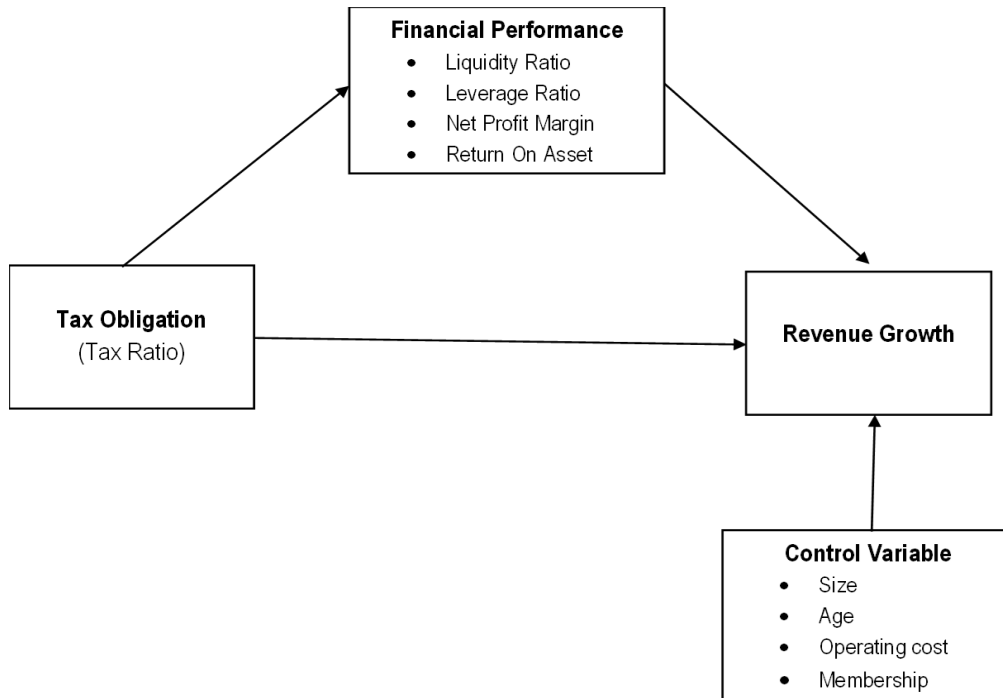 Financial Performance
• Liquidity Ratio
• Leverage Ratio
• Net Profit Margin
• Return On Asset
Tax Obligation
(Tax Ratio)
Revenue Growth
Control Variable
• Size
• Age
• Operating cost
• Membership